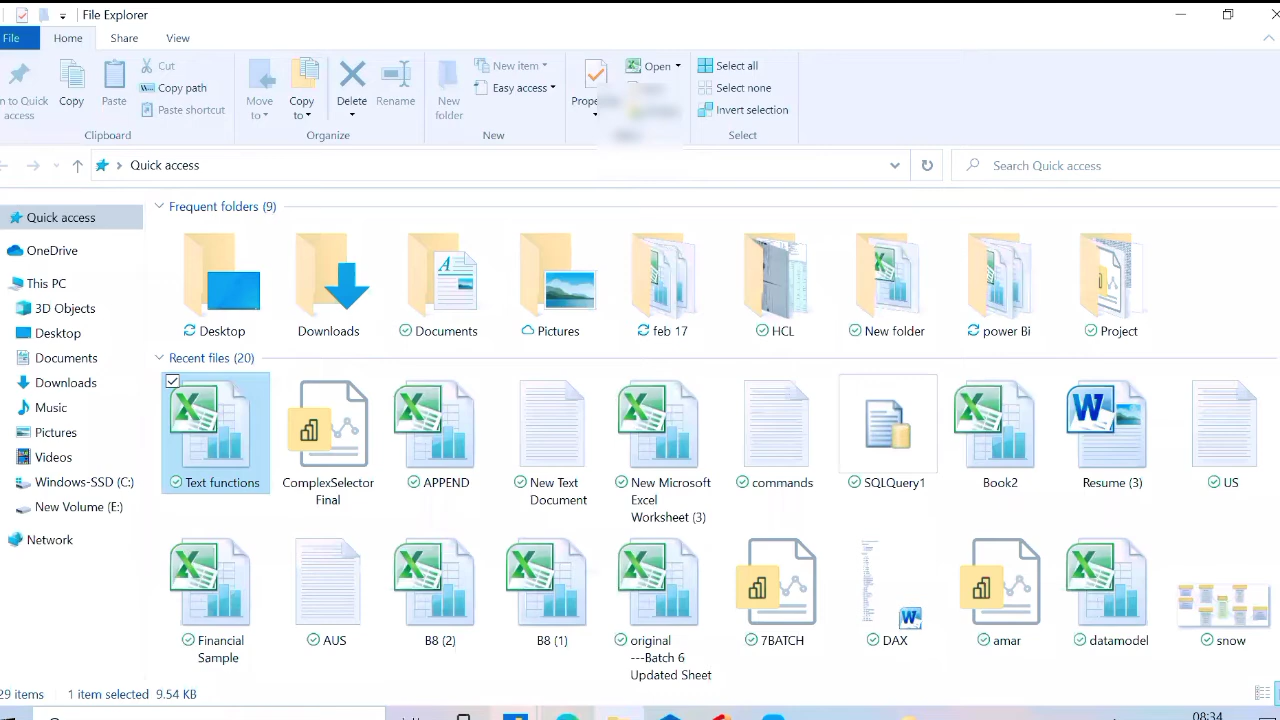 File Explorer
File Home Share View
Cut
Copy path
Paste shortcut
Copy Paste
access
Clipboard
Move to
Copy to
Delete Rename
Organize
New folder
New item
Easy access
New
Open
Select all
Select none
Invert selection
Select
Quick access
Search Quick access
Quick access
OneDrive
This PC
3D Objects
Desktop
Documents
Downloads
Music
Pictures
Videos
Windows-SSD (C:)
New Volume (E:)
Network
Frequent folders (9)
Desktop Downloads Documents Pictures feb 17 HCL New folder power Bi Project
Recent files (20)
Text functions
ComplexSelector
Final
APPEND
New Text
Document
New Microsoft
Excel
Worksheet (3)
commands
SQLQuery1
Book2
Resume (3)
US
Financial
Sample
AUS
B8 (2)
B8 (1)
original
---Batch 6
Updated Sheet
7BATCH
DAX
amar
datamodel
snow
29 items 1 item selected 9.54 KB
08:34